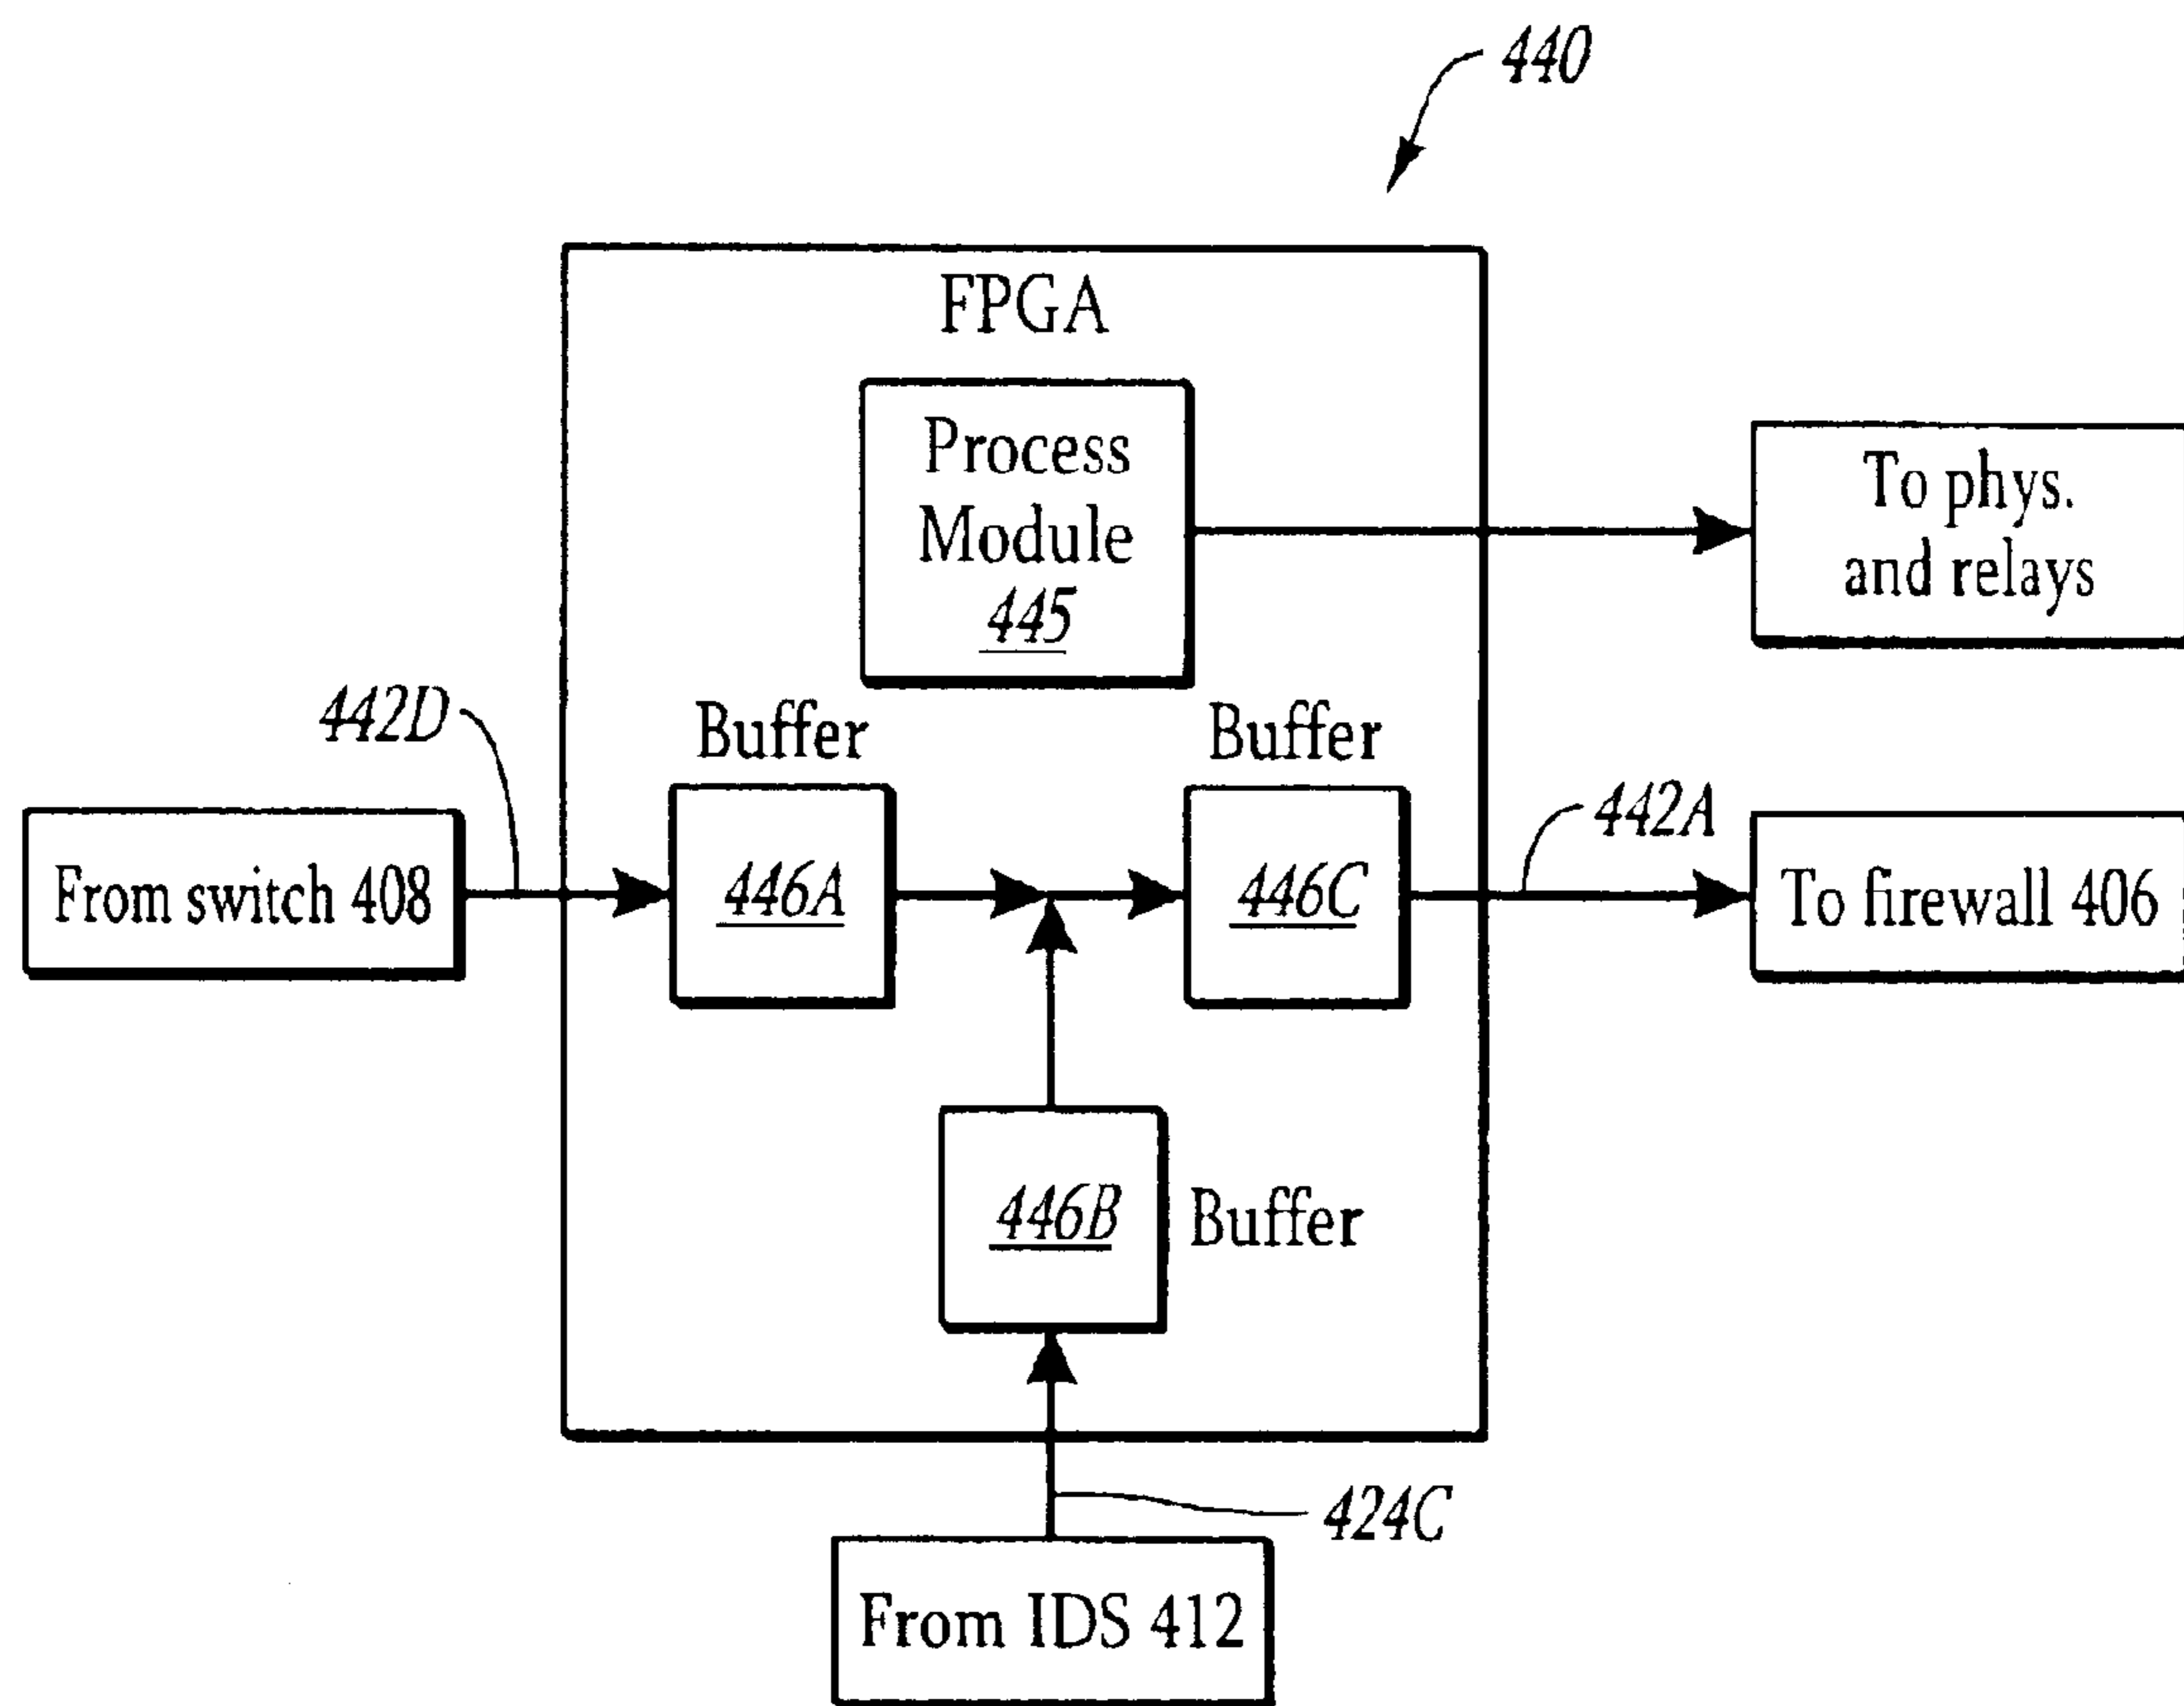 440
FPGA
Process
Module
445
To phys.
and relays
442D
Buffer
Buffer
442A
From switch 408
446A
446C
To firewall 406
446B
Buffer
424C
From IDS 412